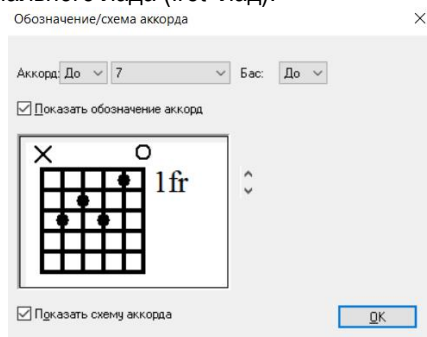 Обозначение/схема аккорда
Аккорд: До 7 Бас: До
Показать обозначение аккорд
X O
1fr
Показать схему аккорда
OK